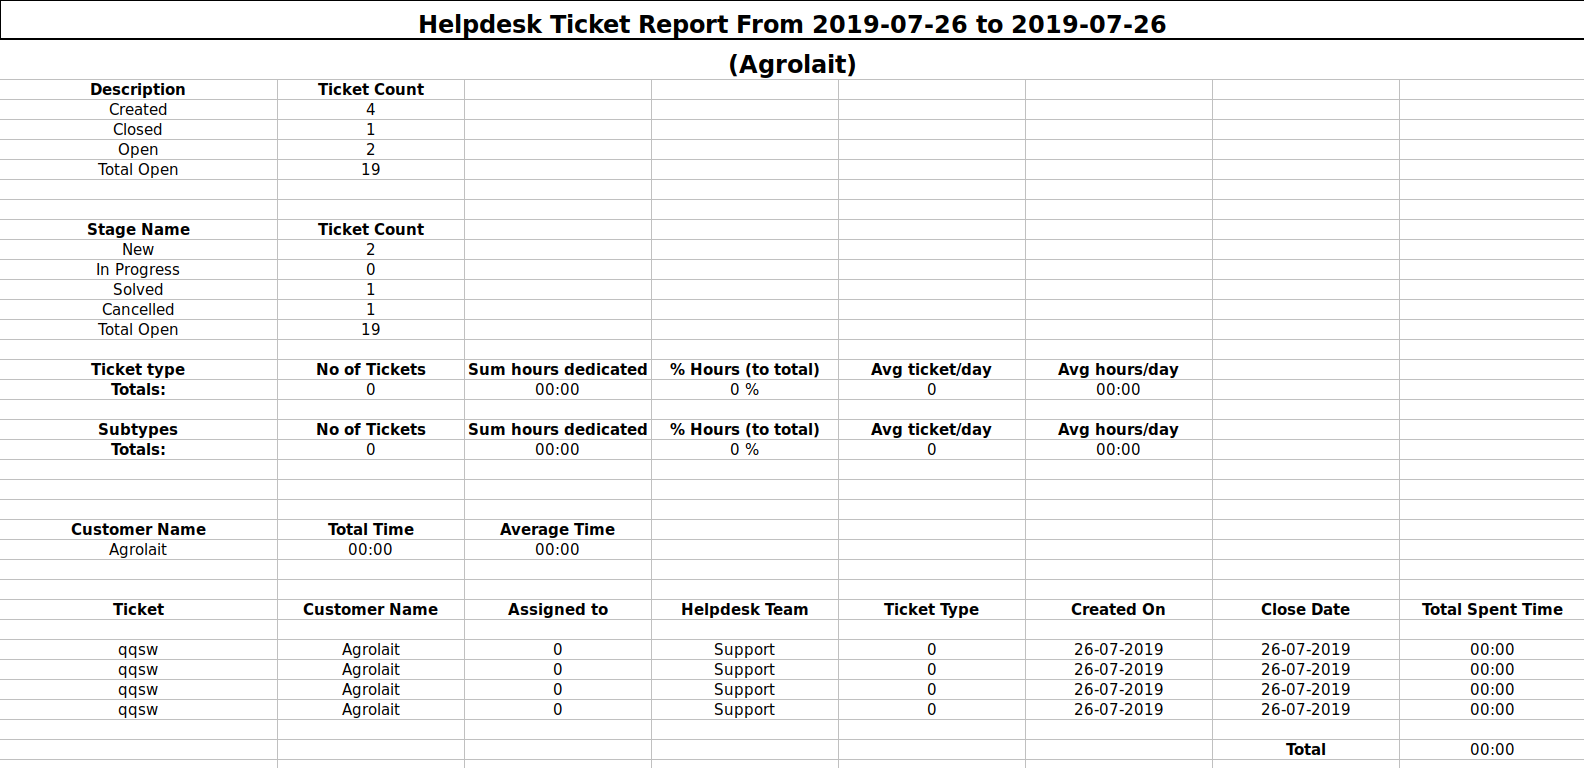 Helpdesk Ticket Report From 2019-07-26 to 2019-07-26
(Agrolait)
Description Ticket Count
Created 4
Closed 1
Open 2
Total Open 19
Stage Name Ticket Count
New 2
In Progress 0
Solved 1
Cancelled 1
Total Open 19
Ticket type No of Tickets Sum hours dedicated % Hours (to total) Avg ticket/day Avg hours/day
Totals: 0 00:00 0 % 0 00:00
Subtypes No of Tickets Sum hours dedicated % Hours (to total) Avg ticket/day Avg hours/day
Totals: 0 00:00 0 % 0 00:00
Customer Name Total Time Average Time
Agrolait 00:00 00:00
Ticket Customer Name Assigned to Helpdesk Team Ticket Type Created On Close Date Total Spent Time
qqsw Agrolait 0 Support 0 26-07-2019 26-07-2019 00:00
qqsw Agrolait 0 Support 0 26-07-2019 26-07-2019 00:00
qqsw Agrolait 0 Support 0 26-07-2019 26-07-2019 00:00
qqsw Agrolait 0 Support 0 26-07-2019 26-07-2019 00:00
Total 00:00